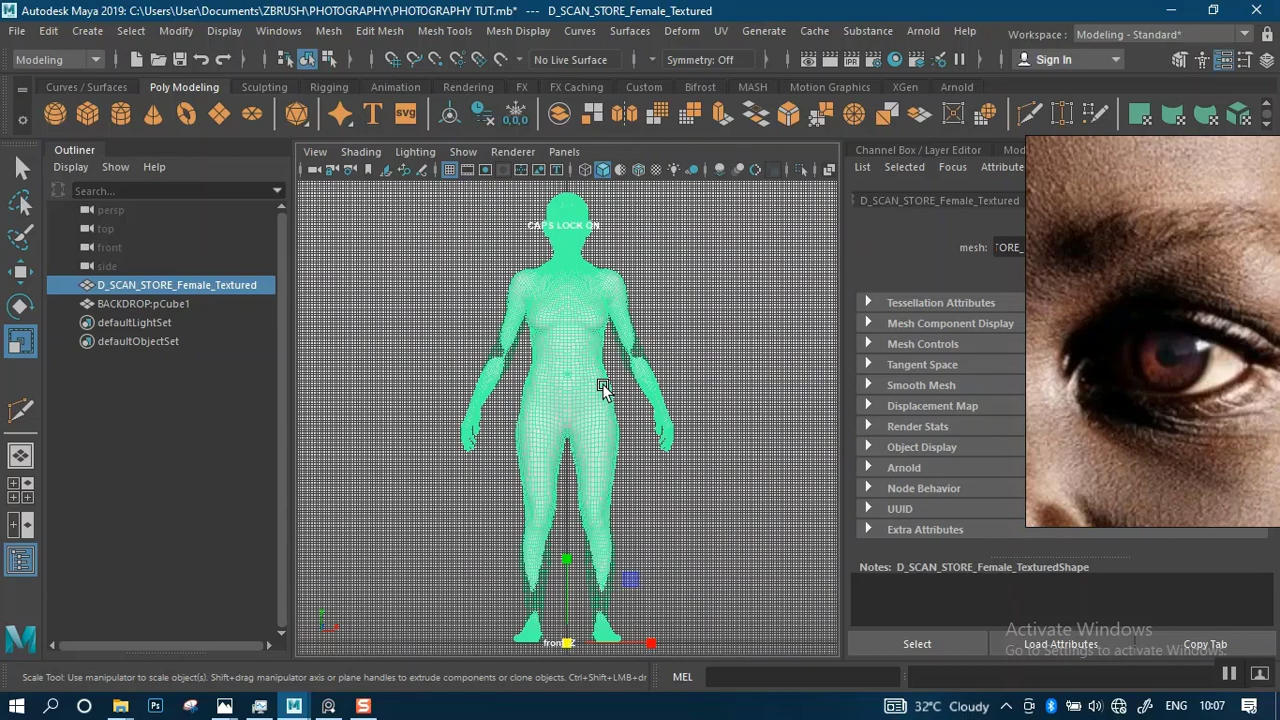 Autodesk Maya 2019: C:\Users\User\Documents\ZBRUSH\PHOTOGRAPHY\PHOTOGRAPHY TUT.mb* --- D_SCAN_STORE_Female_Textured
File Edit Create Select Modify Display Windows Mesh Edit Mesh Mesh Tools Mesh Display Curves Surfaces Deform UV Generate Cache Substance Arnold Help Workspace : Modeling - Standard*
Modeling No Live Surface Symmetry: Off Sign In
Curves / Surfaces Poly Modeling Sculpting Rigging Animation Rendering FX FX Caching Custom Bifrost MASH Motion Graphics XGen Arnold
T svg 0,0,0
Outliner
Display Show Help
Search...
persp
top
front
side
D_SCAN_STORE_Female_Textured
BACKDROP:pCube1
defaultLightSet
defaultObjectSet
View Shading Lighting Show Renderer Panels
CAPS LOCK ON
Channel Box / Layer Editor
List Selected Focus Attribute
D_SCAN_STORE_Female_Textured
mesh:
Tessellation Attributes
Mesh Component Display
Mesh Controls
Tangent Space
Smooth Mesh
Displacement Map
Render Stats
Object Display
Arnold
Node Behavior
UUID
Extra Attributes
Notes: D_SCAN_STORE_Female_TexturedShape
Activate Windows
Go to Settings to activate Windows.
Select Load Attributes Copy Tab
Scale Tool: Use manipulator to scale object(s). Shift+drag manipulator axis or plane handles to extrude components or clone objects. Ctrl+Shift+LMB+dr
MEL
32°C Cloudy ENG 10:07